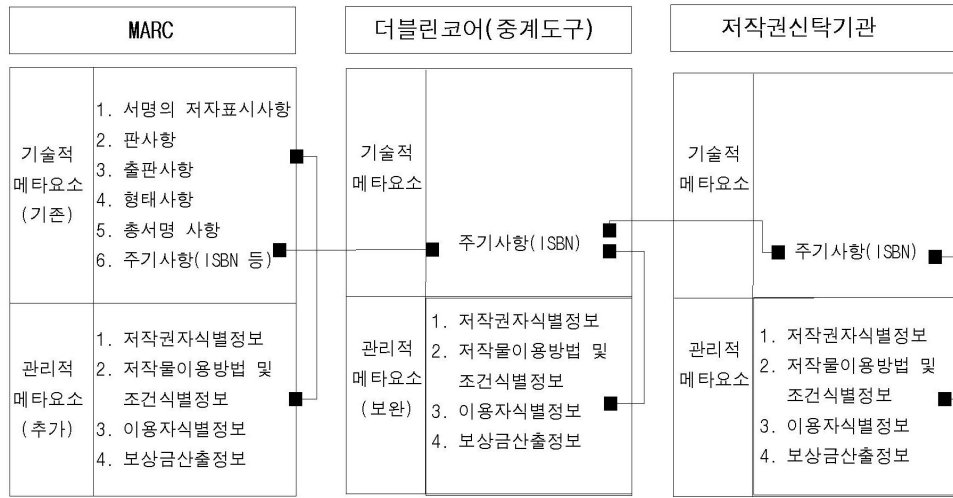 MARC
더블린코어(중계도구)
저작권신탁기관
기술적
메타요소
(기존)
1. 서명의 저자표시사항
2. 판사항
3. 출판사항
4. 형태사항
5. 총서명 사항
6. 주기사항(ISBN 등)
관리적
메타요소
(추가)
1. 저작권자식별정보
2. 저작물이용방법 및
조건식별정보
3. 이용자식별정보
4. 보상금산출정보
기술적
메타요소
주기사항(ISBN)
관리적
메타요소
(보완)
1. 저작권자식별정보
2. 저작물이용방법 및
조건식별정보
3. 이용자식별정보
4. 보상금산출정보
기술적
메타요소
주기사항(ISBN)
관리적
메타요소
1. 저작권자식별정보
2. 저작물이용방법 및
조건식별정보
3. 이용자식별정보
4. 보상금산출정보